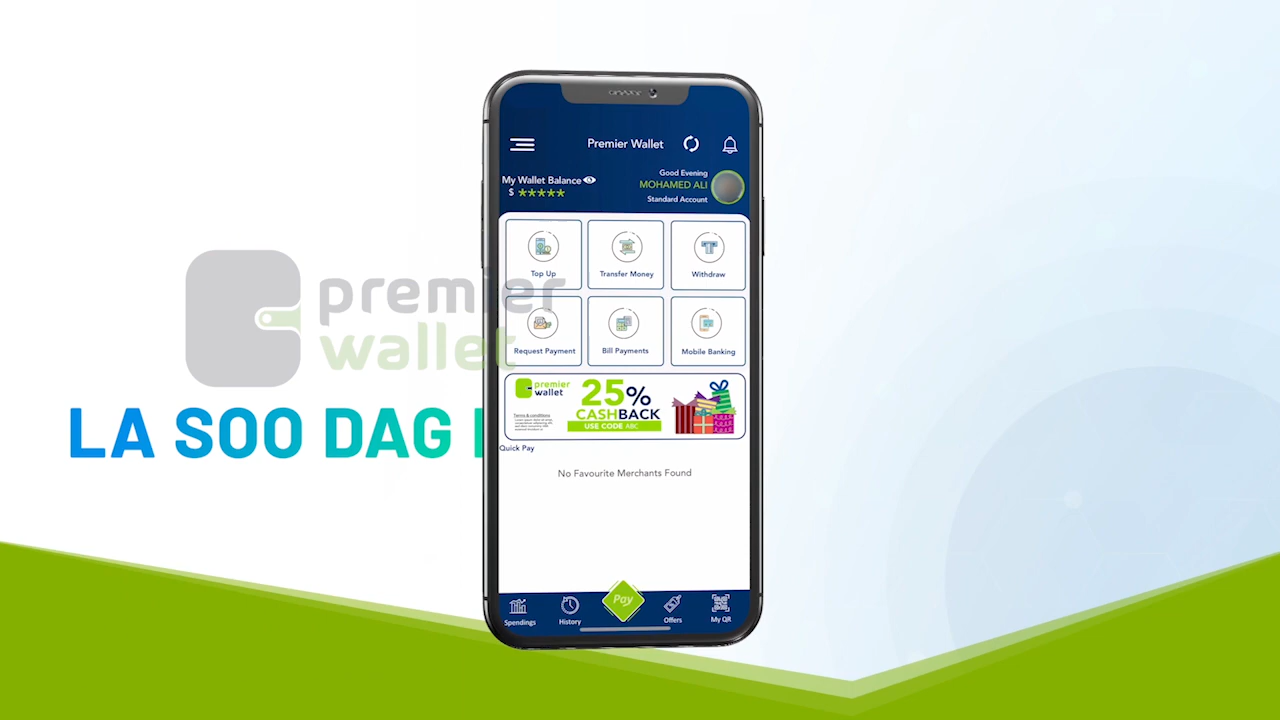 Premier Wallet
My Wallet Balance
$ *****
Good Evening
MOHAMED ALI
Standard Account
Top Up
Transfer Money
Withdraw
premier
wallet
Request Payment
Bill Payments
Mobile Banking
premier
wallet
25%
CASHBACK
USE CODE ABC
Terms & conditions
LA SOO DAG
Quick Pay
No Favourite Merchants Found
Pay
Spendings
History
Offers
My QR